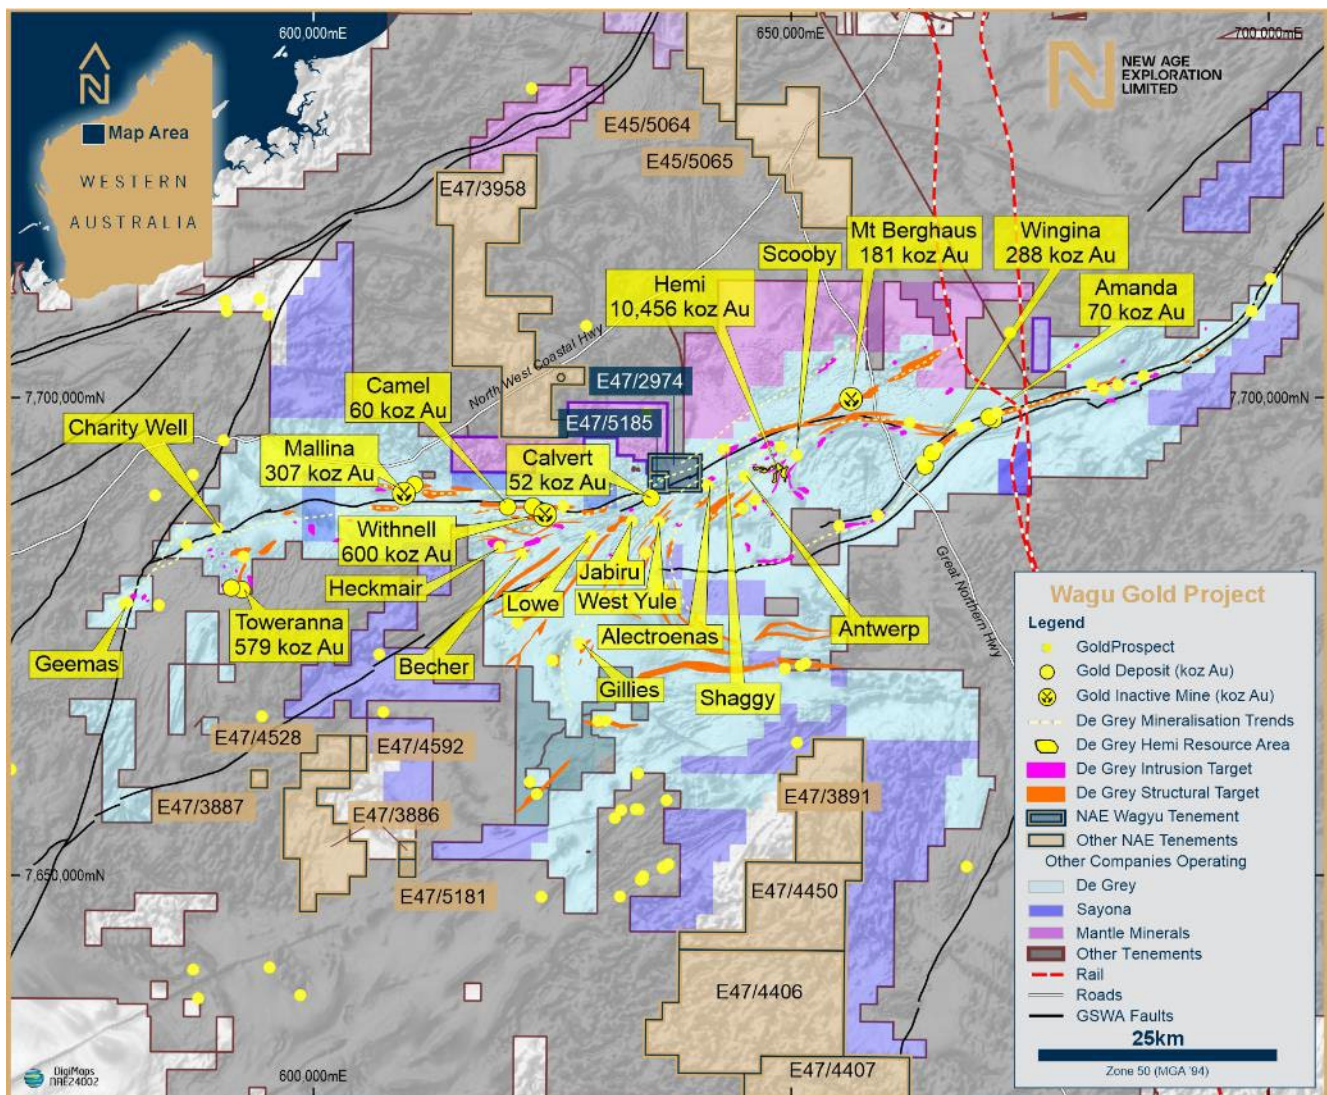 600,000mE
650,000mE
700,000mE
N
Map Area
WESTERN
AUSTRALIA
NEW AGE
EXPLORATION
LIMITED
E45/5064
E45/5065
E47/3958
Scooby
Mt Berghaus
181 koz Au
Wingina
288 koz Au
Hemi
10,456 koz Au
Amanda
70 koz Au
North West Coastal Hwy
E47/2974
7,700,000mN
7,700,000mN
Camel
60 koz Au
E47/5185
Charity Well
Mallina
307 koz Au
Calvert
52 koz Au
Withnell
600 koz Au
Heckmair
Jabiru
Lowe
West Yule
Great Northern Hwy
Toweranna
579 koz Au
Alectroenas
Antwerp
Geemas
Becher
Gillies
Shaggy
E47/4528
E47/4592
E47/3887
E47/3886
E47/3891
7,650,000mN
E47/5181
E47/4450
E47/4406
E47/4407
600,000mE
DigiMaps
NAE24002
Wagu Gold Project
Legend
GoldProspect
Gold Deposit (koz Au)
Gold Inactive Mine (koz Au)
De Grey Mineralisation Trends
De Grey Hemi Resource Area
De Grey Intrusion Target
De Grey Structural Target
NAE Wagyu Tenement
Other NAE Tenements
Other Companies Operating
De Grey
Sayona
Mantle Minerals
Other Tenements
Rail
Roads
GSWA Faults
25km
Zone 50 (MGA '94)